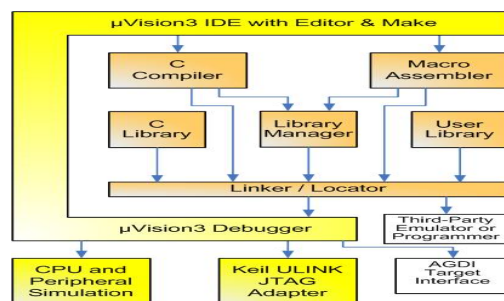 µVision3 IDE with Editor & Make
C
Compiler
Macro
Assembler
C
Library
Library
Manager
User
Library
Linker / Locator
µVision3 Debugger
Third-Party
Emulator or
Programmer
CPU and
Peripheral
Simulation
Keil ULINK
JTAG
Adapter
AGDI
Target
Interface